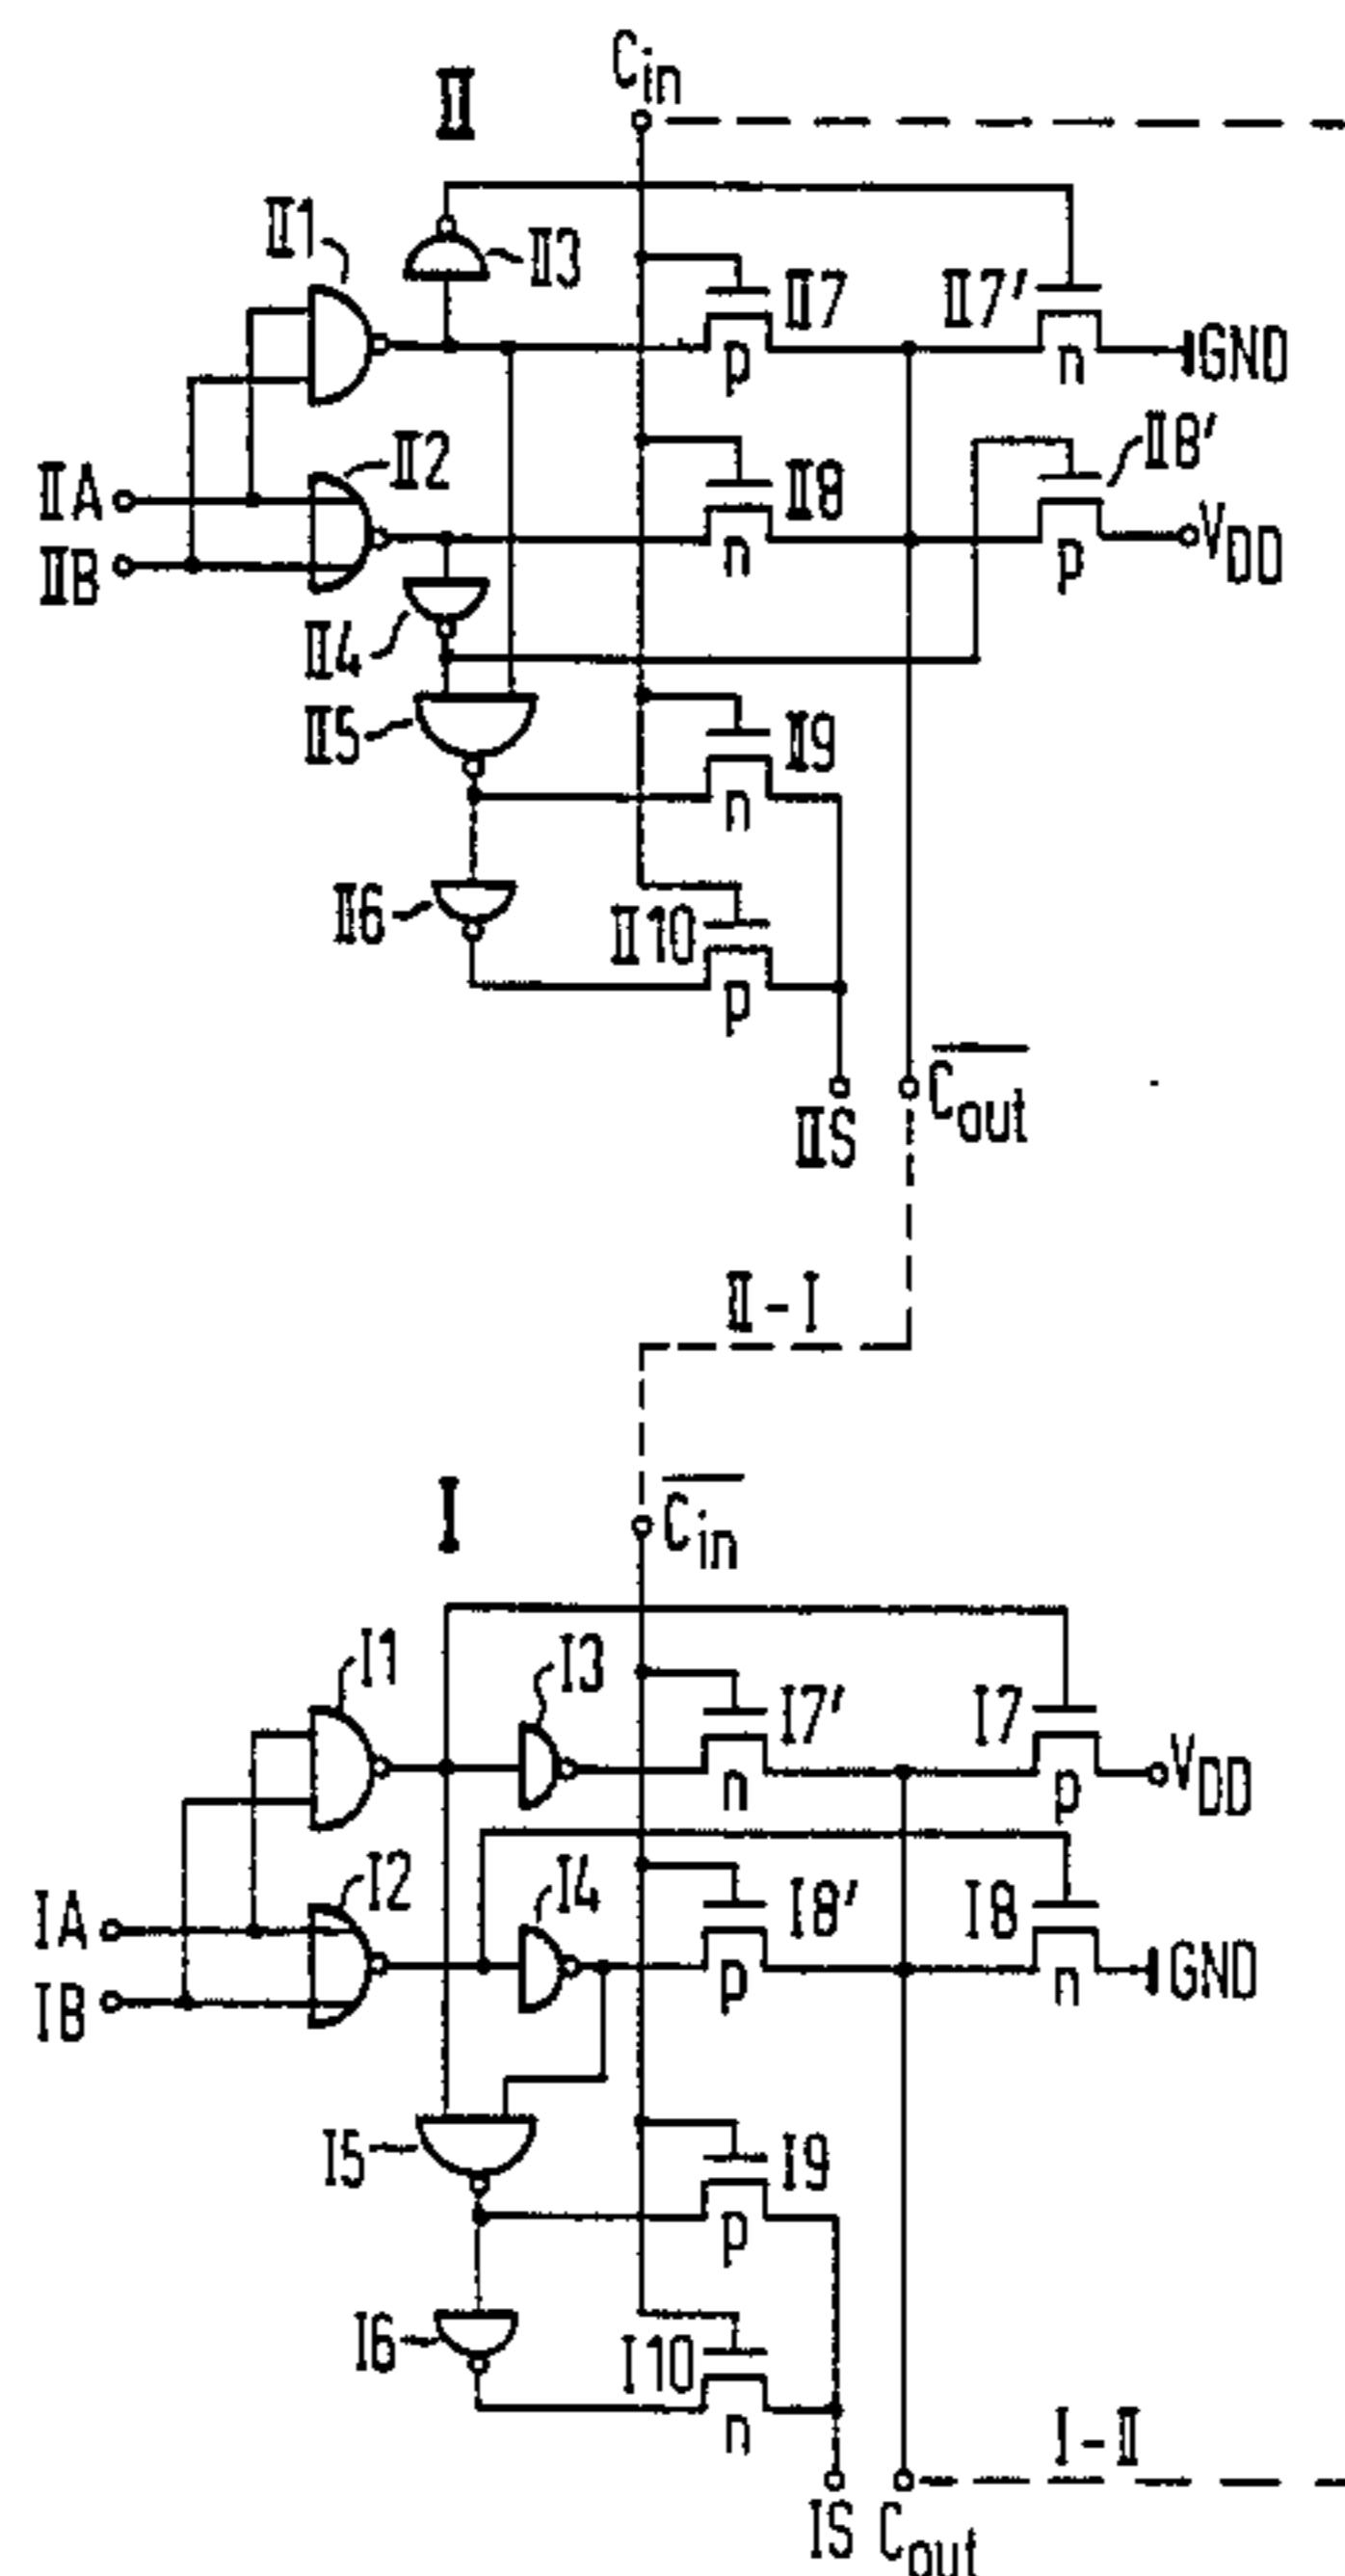 C_in
II
II1
II3
II7
II7′
GND
IIA
II2
II8
II8′
IIB
n
p
V_DD
p
n
II4
II5
II9
n
II6
II10
p
C̅_out
IIS
II-I
I
C̅_in
I1
I3
I7′
I7
n
p
V_DD
IA
I2
I4
I8′
I8
IB
p
n
GND
I5
I9
p
I6
I10
n
I-II
IS
C_out